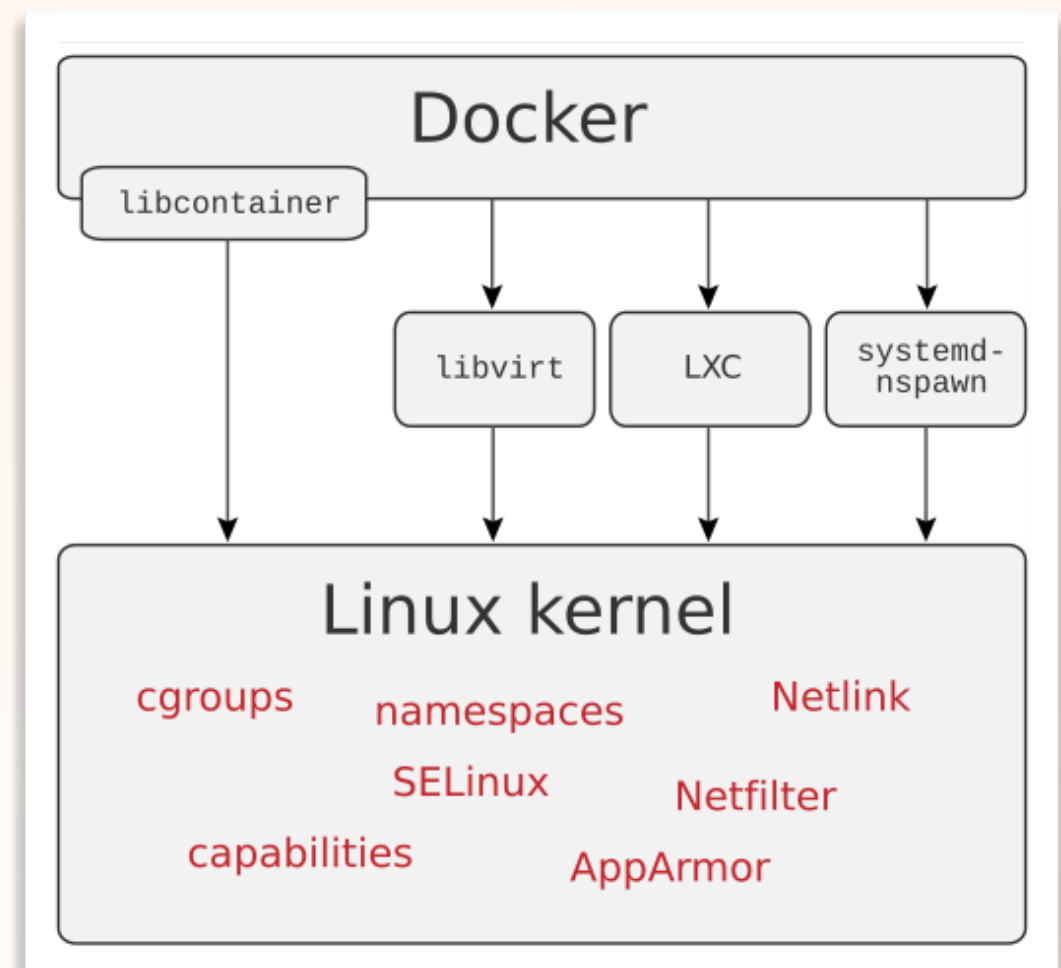 Docker
libcontainer
libvirt
LXC
systemd-
nspawn
Linux kernel
cgroups
namespaces
Netlink
SELinux
Netfilter
capabilities
AppArmor